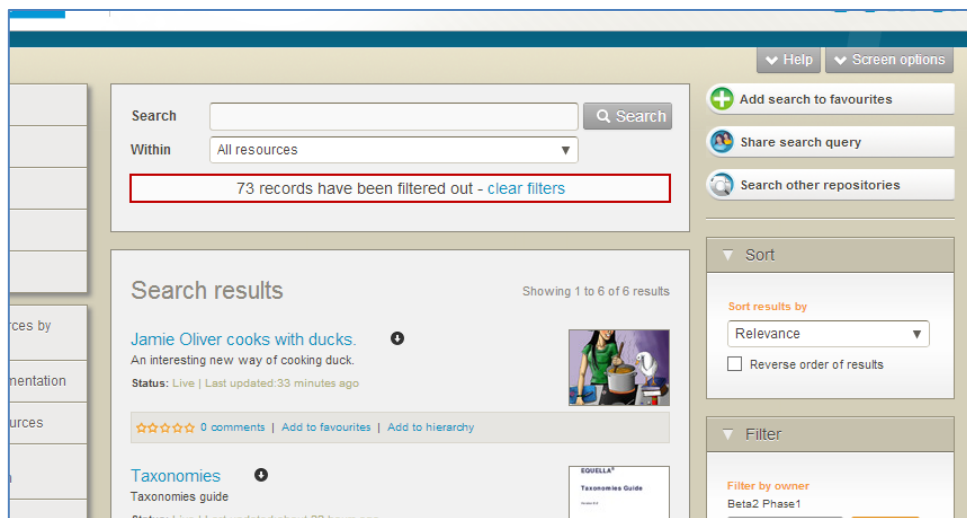 Help
Screen options
Search
Search
Within
All resources
73 records have been filtered out - clear filters
Add search to favourites
Share search query
Search other repositories
Sort
Sort results by
Relevance
Reverse order of results
Search results
Showing 1 to 6 of 6 results
Jamie Oliver cooks with ducks.
An interesting new way of cooking duck.
Status: Live | Last updated:33 minutes ago
0 comments | Add to favourites | Add to hierarchy
Taxonomies
Taxonomies guide
EQUELLA®
Taxonomies Guide
Filter
Filter by owner
Beta2 Phase1
rces by
mentation
urces